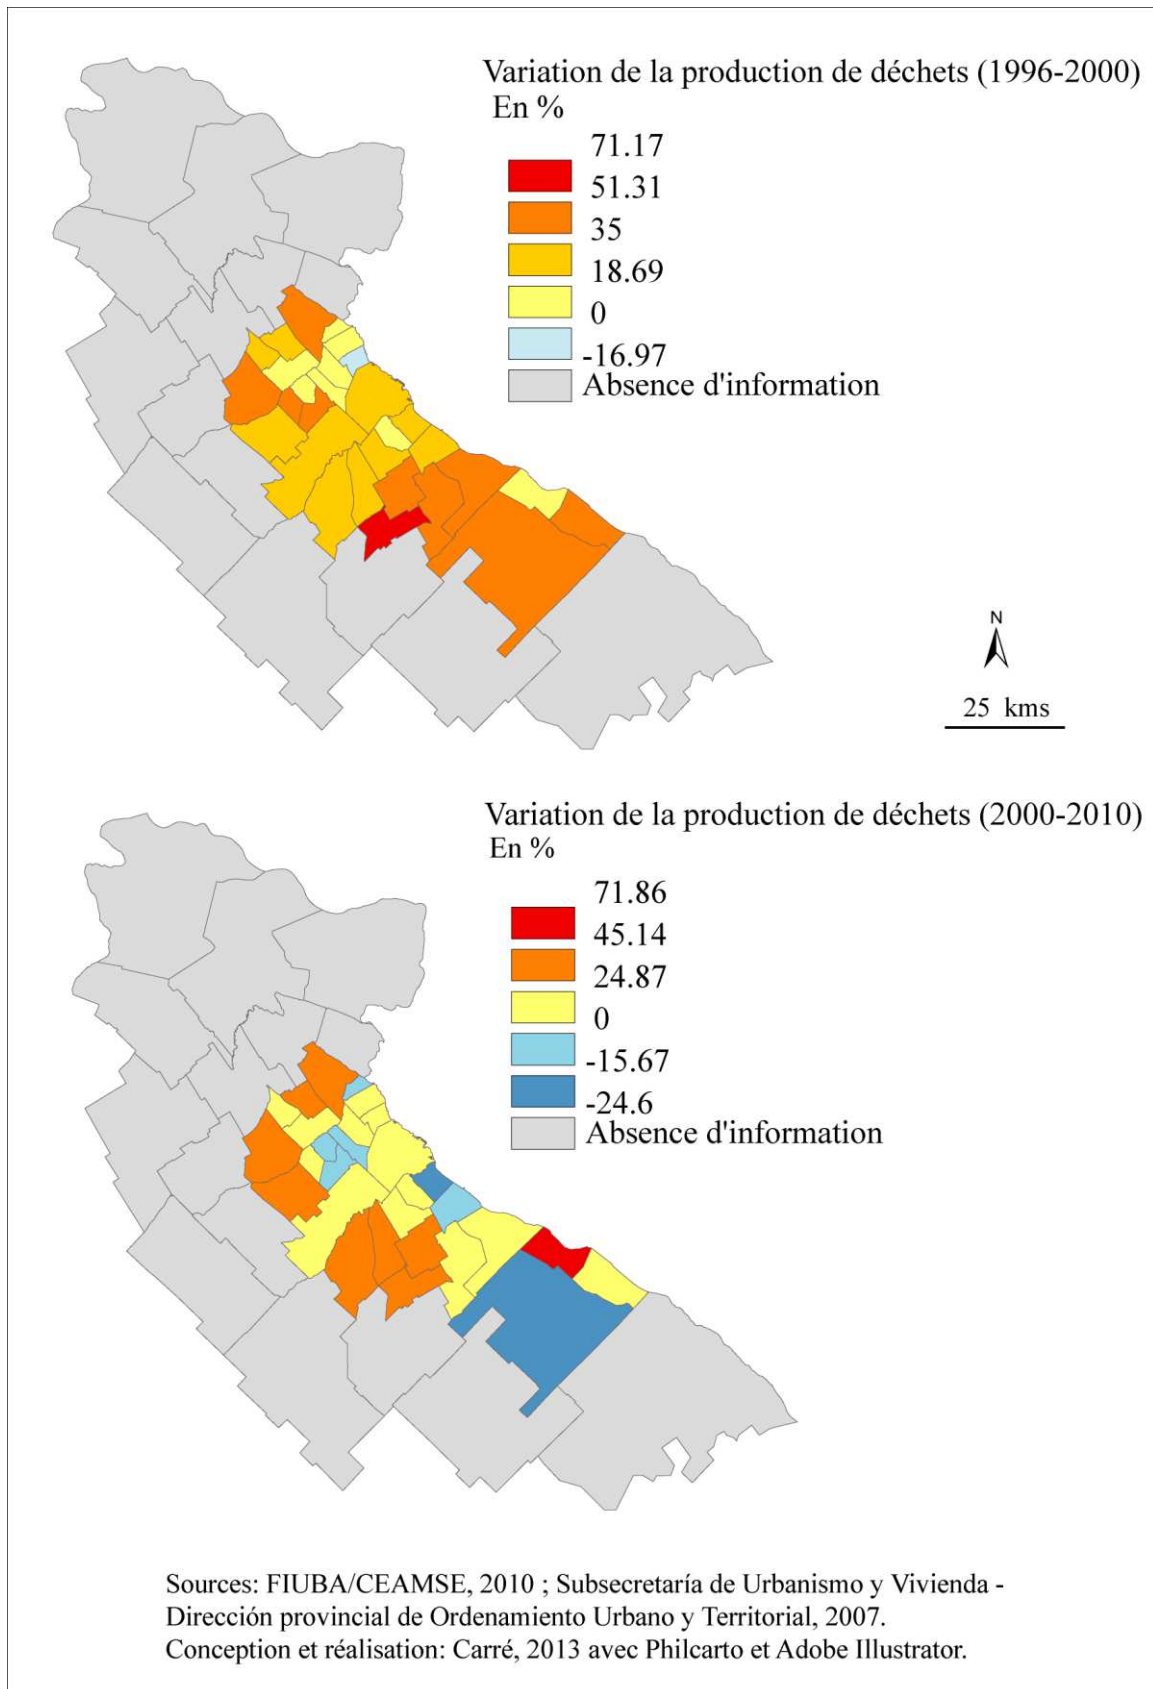 Variation de la production de déchets (1996-2000)
En %
71.17
51.31
35
18.69
0
-16.97
Absence d'information
N
25 kms
Variation de la production de déchets (2000-2010)
En %
71.86
45.14
24.87
0
-15.67
-24.6
Absence d'information
Sources: FIUBA/CEAMSE, 2010 ; Subsecretaría de Urbanismo y Vivienda -
Dirección provincial de Ordenamiento Urbano y Territorial, 2007.
Conception et réalisation: Carré, 2013 avec Philcarto et Adobe Illustrator.